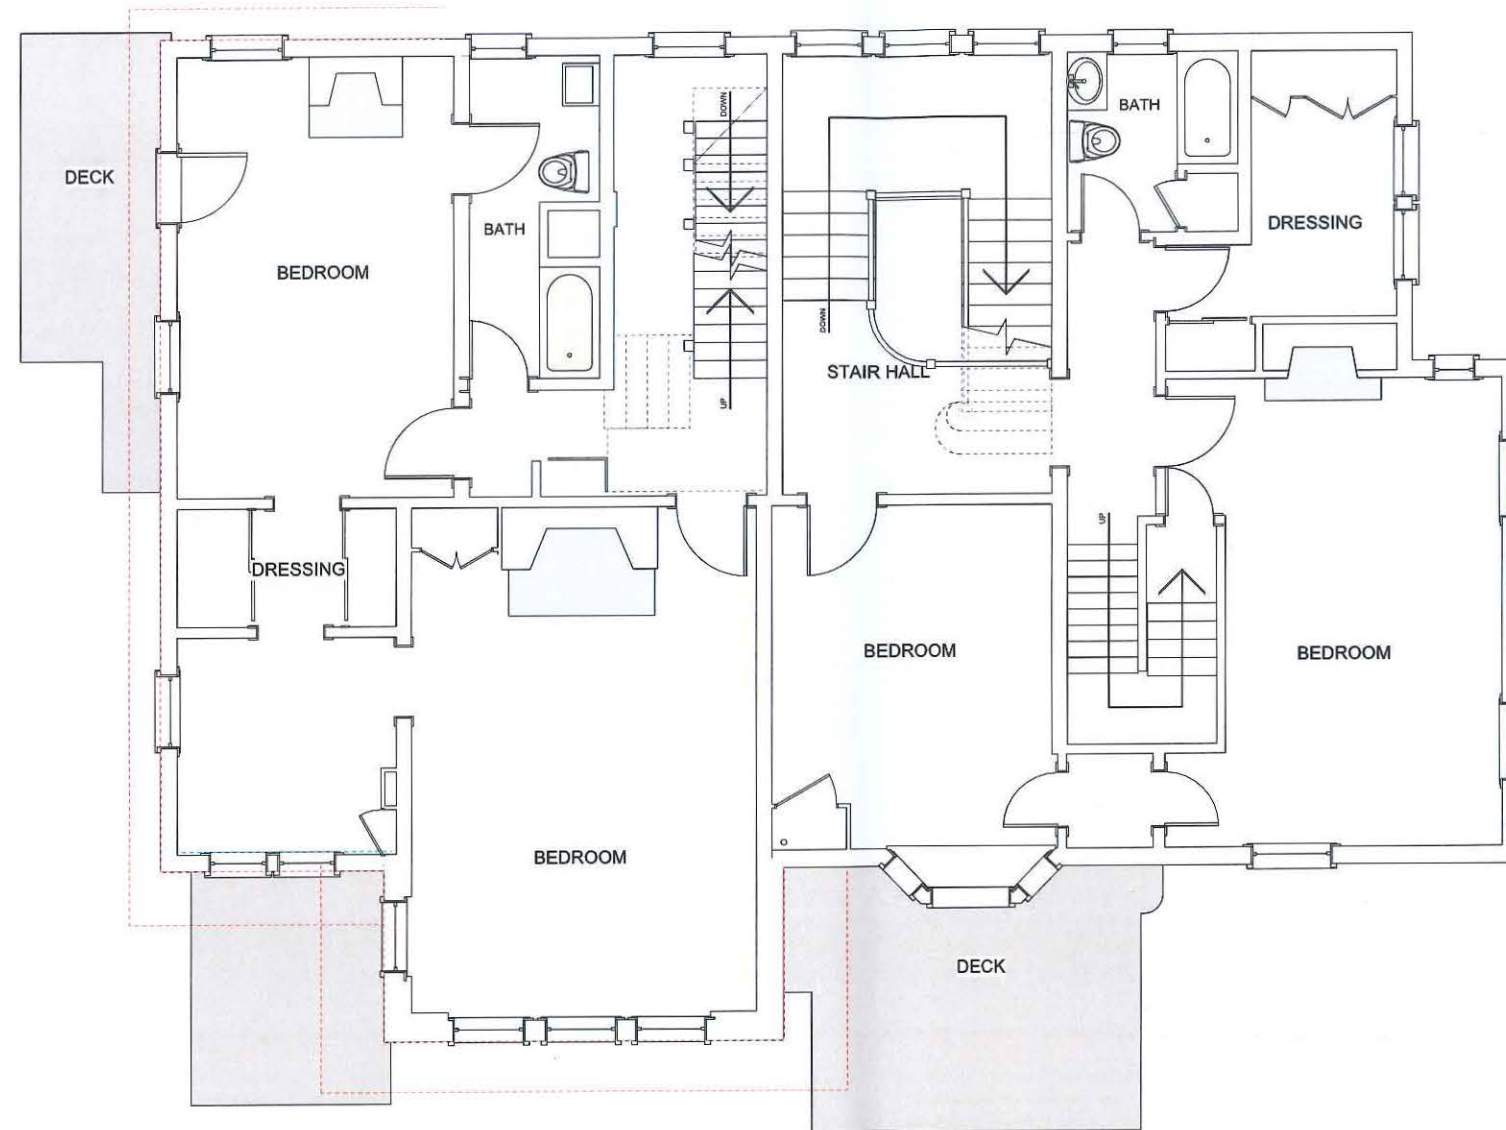 DOWN
BATH
DECK
DRESSING
BATH
BEDROOM
DOWN
STAIR HALL
UP
UP
DRESSING
BEDROOM
BEDROOM
BEDROOM
DECK